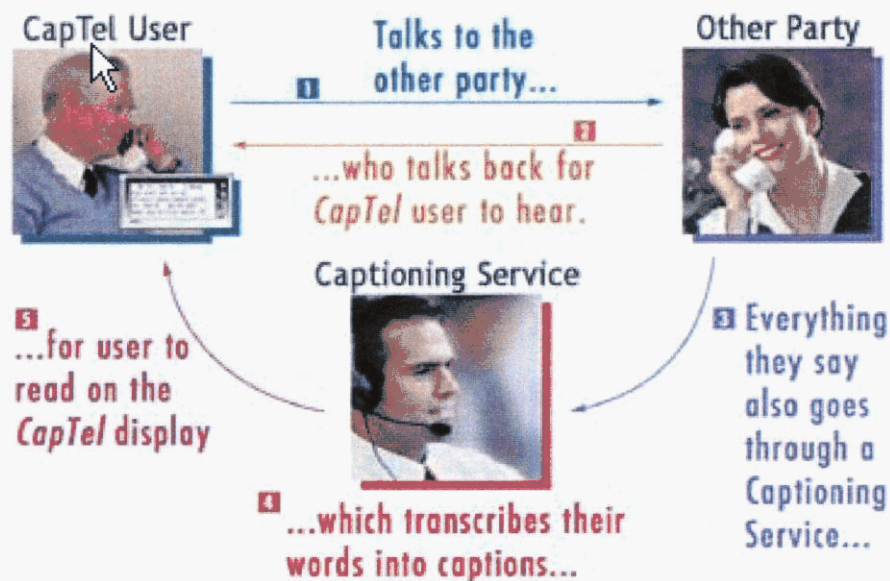 CapTel User
Other Party
1
Talks to the
other party...
2
...who talks back for
CapTel user to hear.
3
Everything
they say
also goes
through a
Captioning
Service...
Captioning Service
4
...which transcribes their
words into captions...
5
...for user to
read on the
CapTel display